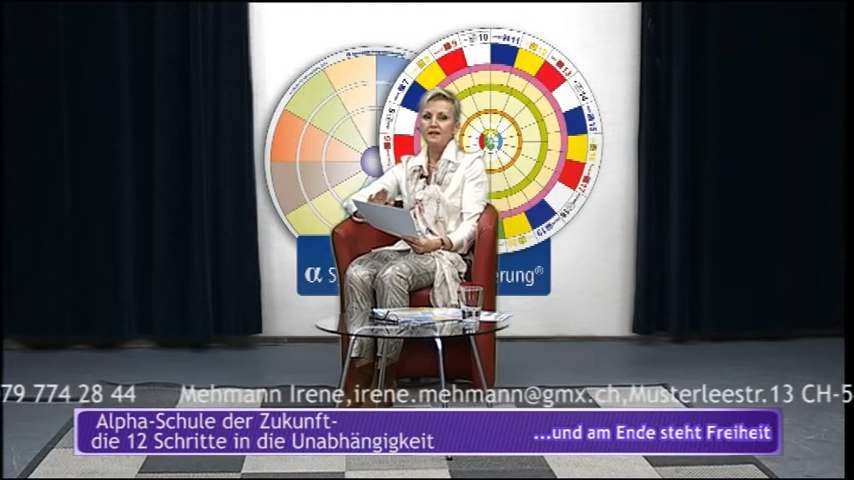 α S
erung®
79 774 28 44 Mehmann Irene,irene.mehmann@gmx.ch,Musterleestr.13 CH-5
Alpha-Schule der Zukunft-
die 12 Schritte in die Unabhängigkeit
...und am Ende steht Freiheit